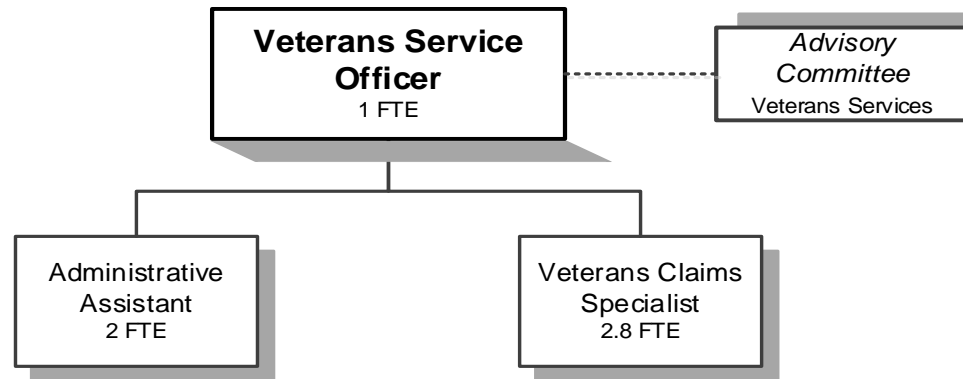 Veterans Service
Officer
1 FTE
Advisory
Committee
Veterans Services
Administrative
Assistant
2 FTE
Veterans Claims
Specialist
2.8 FTE